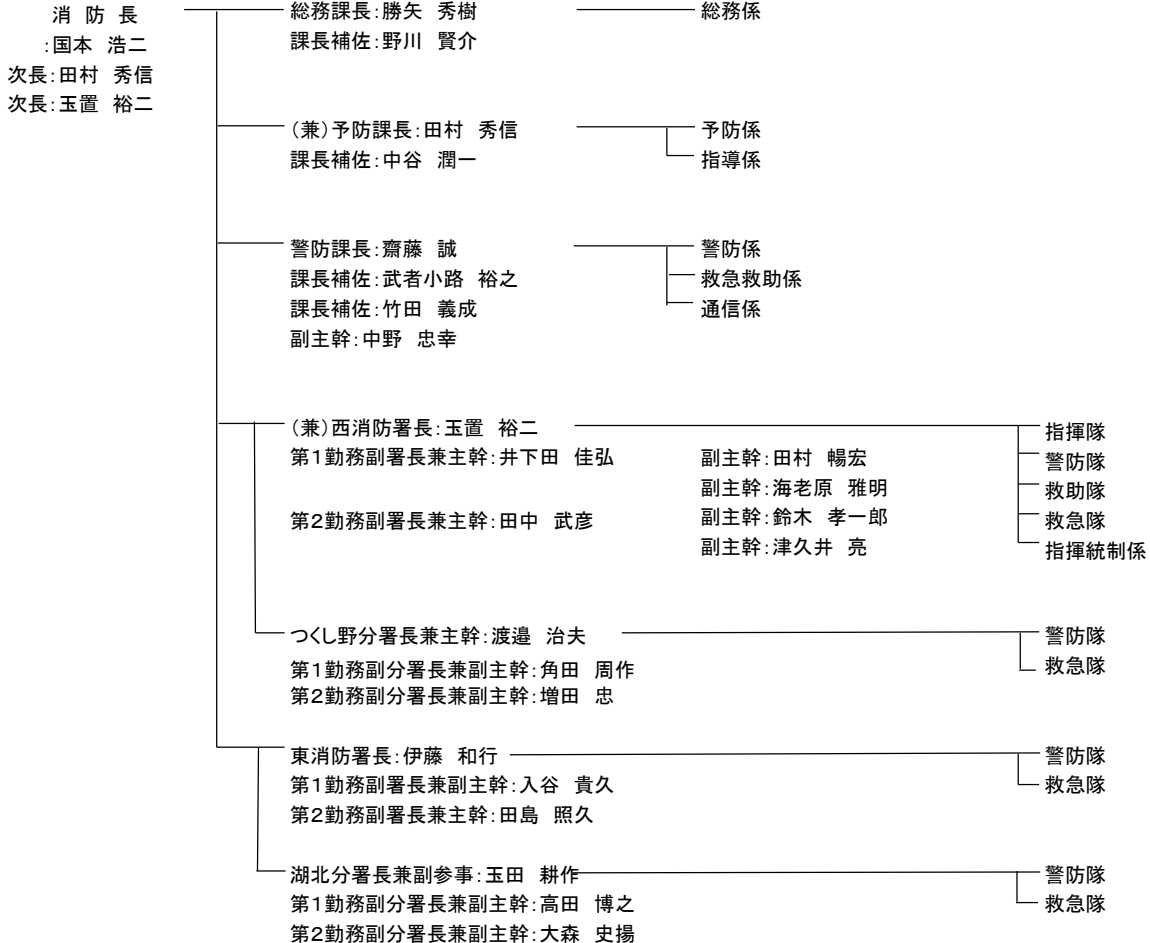 消 防 長
:国本 浩二
次長:田村 秀信
次長:玉置 裕二
総務課長:勝矢 秀樹
総務係
課長補佐:野川 賢介
(兼)予防課長:田村 秀信
予防係
課長補佐:中谷 潤一
指導係
警防課長:齋藤 誠
警防係
課長補佐:武者小路 裕之
救急救助係
課長補佐:竹田 義成
通信係
副主幹:中野 忠幸
(兼)西消防署長:玉置 裕二
指揮隊
第1勤務副署長兼主幹:井下田 佳弘
副主幹:田村 暢宏
警防隊
副主幹:海老原 雅明
救助隊
第2勤務副署長兼主幹:田中 武彦
副主幹:鈴木 孝一郎
救急隊
副主幹:津久井 亮
指揮統制係
つくし野分署長兼主幹:渡邉 治夫
警防隊
第1勤務副分署長兼副主幹:角田 周作
救急隊
第2勤務副分署長兼副主幹:増田 忠
東消防署長:伊藤 和行
警防隊
第1勤務副署長兼副主幹:入谷 貴久
救急隊
第2勤務副署長兼主幹:田島 照久
湖北分署長兼副参事:玉田 耕作
警防隊
第1勤務副分署長兼副主幹:高田 博之
救急隊
第2勤務副分署長兼副主幹:大森 史揚